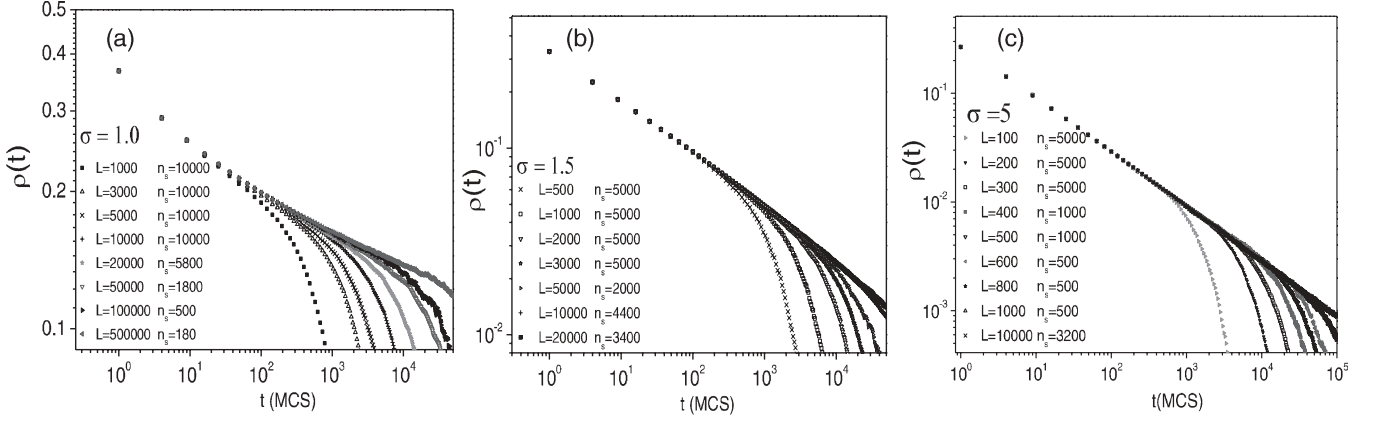 (a)
0.5
0.4
0.3
0.2
0.1
ρ(t)
σ = 1.0
L=1000 n_s=10000
L=3000 n_s=10000
L=5000 n_s=10000
L=10000 n_s=10000
L=20000 n_s=5800
L=50000 n_s=1800
L=100000 n_s=500
L=500000 n_s=180
10^0 10^1 10^2 10^3 10^4
t (MCS)
(b)
10^-1
10^-2
ρ(t)
σ = 1.5
L=500 n_s=5000
L=1000 n_s=5000
L=2000 n_s=5000
L=3000 n_s=5000
L=5000 n_s=2000
L=10000 n_s=4400
L=20000 n_s=3400
10^0 10^1 10^2 10^3 10^4
t (MCS)
(c)
10^-1
10^-2
10^-3
ρ(t)
σ =5
L=100 n_s=5000
L=200 n_s=5000
L=300 n_s=5000
L=400 n_s=1000
L=500 n_s=1000
L=600 n_s=500
L=800 n_s=500
L=1000 n_s=500
L=10000 n_s=3200
10^0 10^1 10^2 10^3 10^4 10^5
t(MCS)